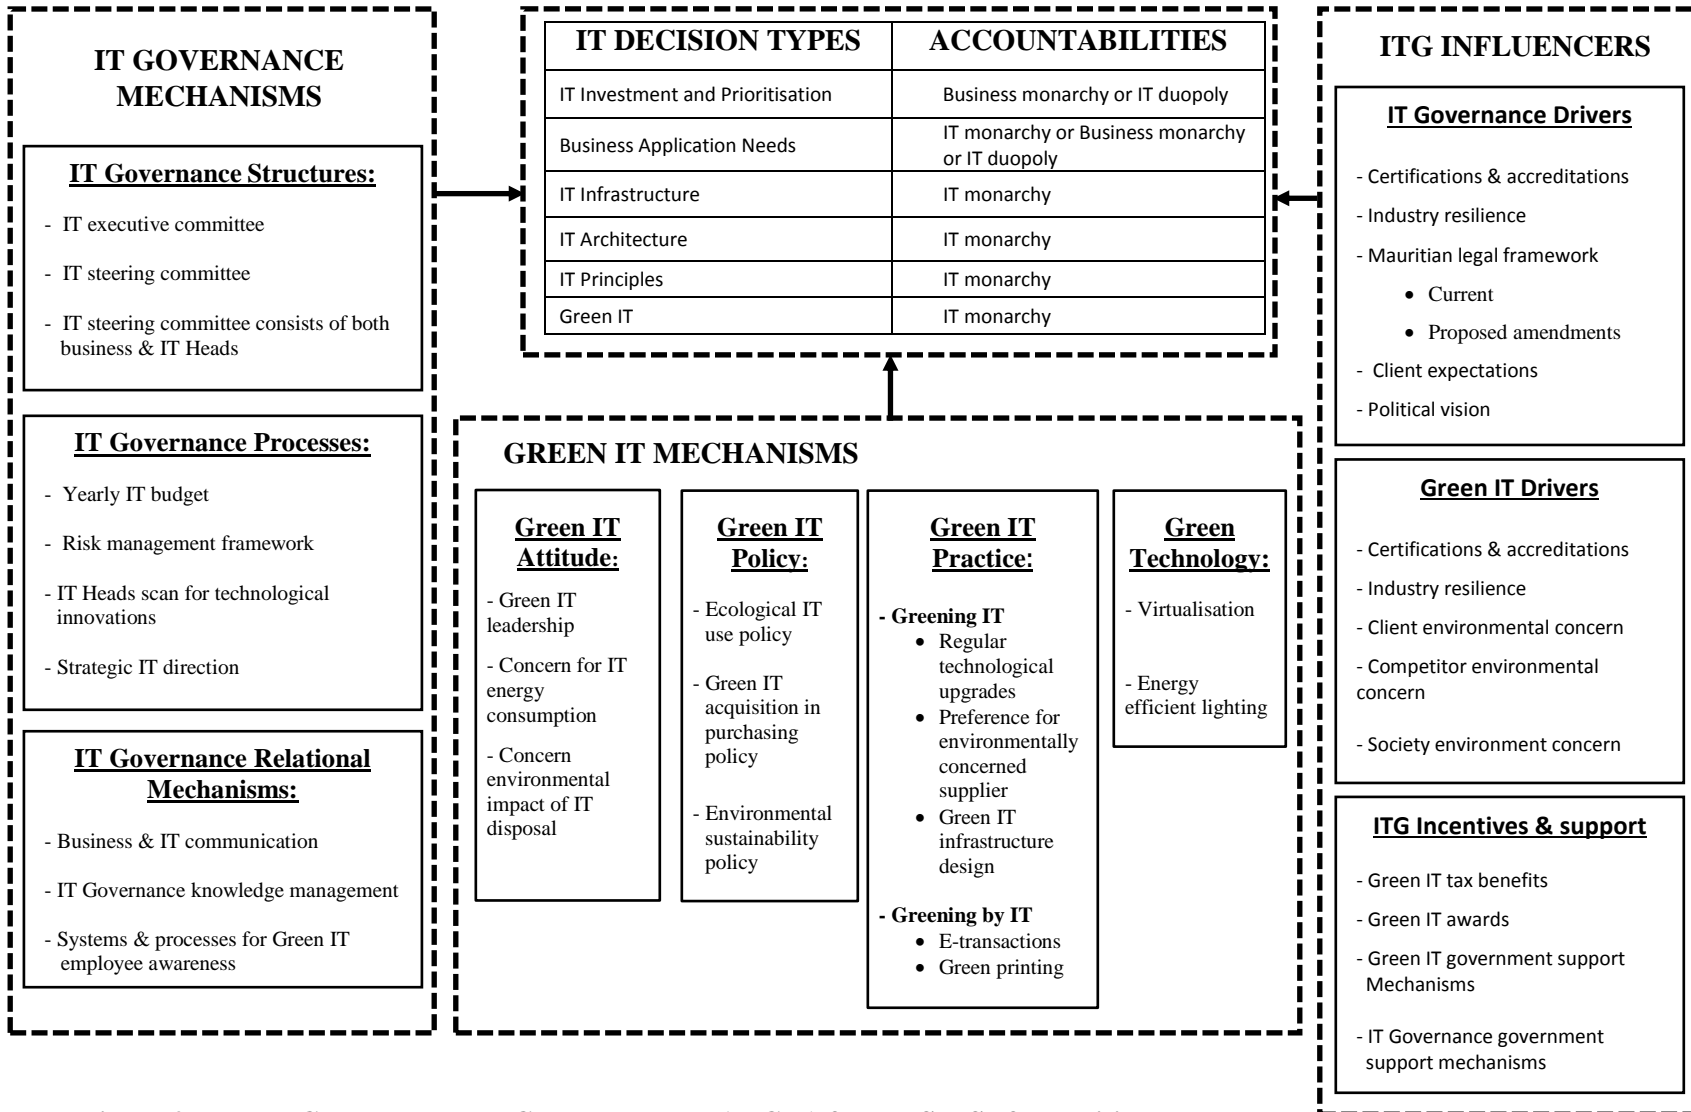 IT GOVERNANCE
MECHANISMS
IT Governance Structures:
- IT executive committee
- IT steering committee
- IT steering committee consists of both
business & IT Heads
IT Governance Processes:
- Yearly IT budget
- Risk management framework
- IT Heads scan for technological
innovations
- Strategic IT direction
IT Governance Relational
Mechanisms:
- Business & IT communication
- IT Governance knowledge management
- Systems & processes for Green IT
employee awareness
IT DECISION TYPES ACCOUNTABILITIES
IT Investment and Prioritisation Business monarchy or IT duopoly
Business Application Needs IT monarchy or Business monarchy
or IT duopoly
IT Infrastructure IT monarchy
IT Architecture IT monarchy
IT Principles IT monarchy
Green IT IT monarchy
GREEN IT MECHANISMS
Green IT
Attitude:
- Green IT
leadership
- Concern for IT
energy
consumption
- Concern
environmental
impact of IT
disposal
Green IT
Policy:
- Ecological IT
use policy
- Green IT
acquisition in
purchasing
policy
- Environmental
sustainability
policy
Green IT
Practice:
- Greening IT
• Regular
technological
upgrades
• Preference for
environmentally
concerned
supplier
• Green IT
infrastructure
design
- Greening by IT
• E-transactions
• Green printing
Green
Technology:
- Virtualisation
- Energy
efficient lighting
ITG INFLUENCERS
IT Governance Drivers
- Certifications & accreditations
- Industry resilience
- Mauritian legal framework
• Current
• Proposed amendments
- Client expectations
- Political vision
Green IT Drivers
- Certifications & accreditations
- Industry resilience
- Client environmental concern
- Competitor environmental
concern
- Society environment concern
ITG Incentives & support
- Green IT tax benefits
- Green IT awards
- Green IT government support
Mechanisms
- IT Governance government
support mechanisms